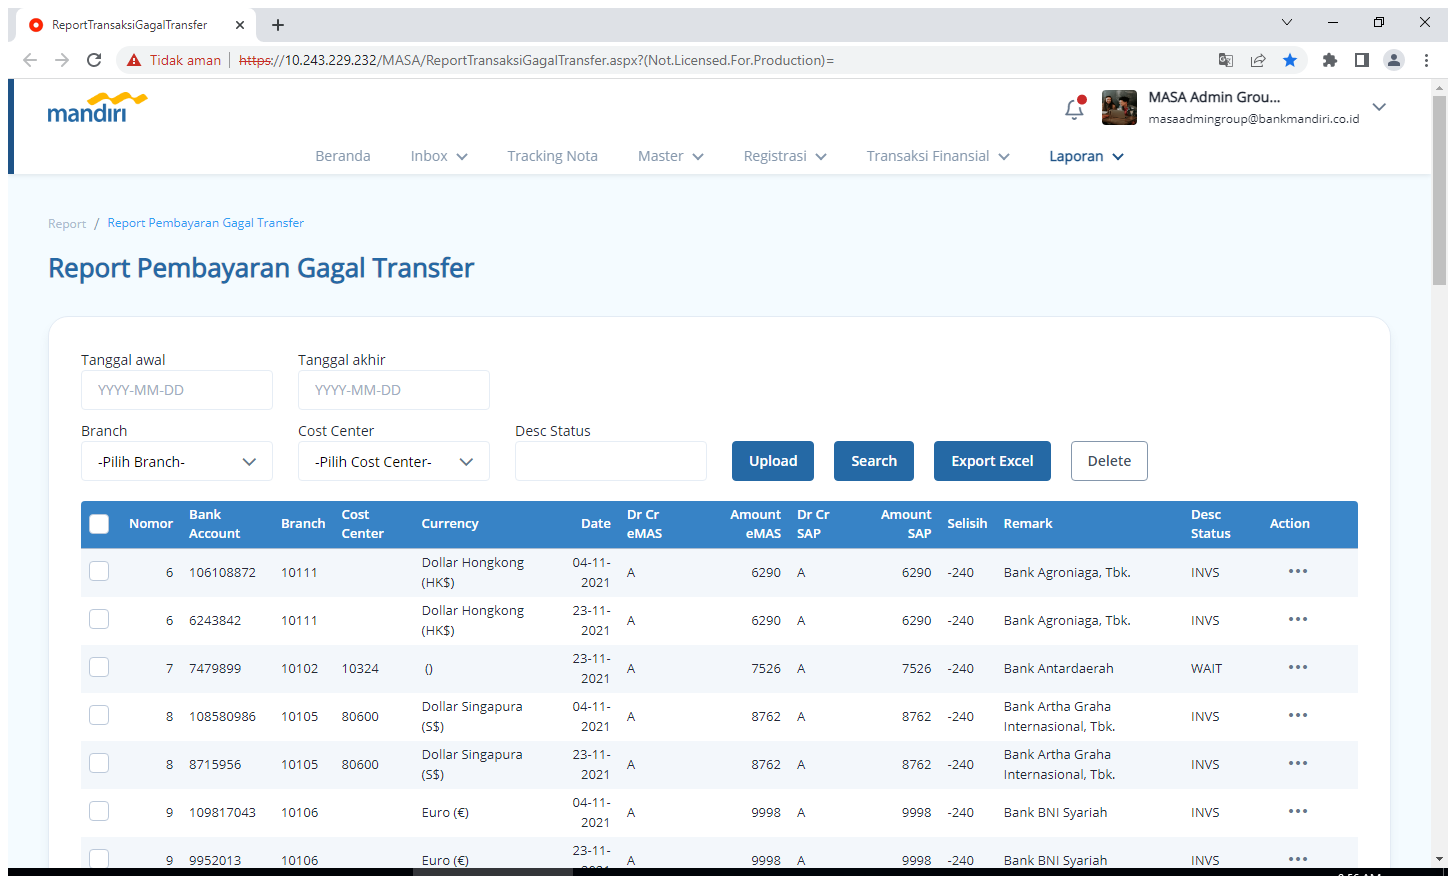 ReportTransaksiGagalTransfer
Tidak aman https://10.243.229.232/MASA/ReportTransaksiGagalTransfer.aspx?(Not.Licensed.For.Production)=
mandiri
MASA Admin Grou...
masaadmingroup@bankmandiri.co.id
Beranda Inbox Tracking Nota Master Registrasi Transaksi Finansial Laporan
Report / Report Pembayaran Gagal Transfer
Report Pembayaran Gagal Transfer
Tanggal awal Tanggal akhir
YYYY-MM-DD YYYY-MM-DD
Branch Cost Center Desc Status
-Pilih Branch- -Pilih Cost Center- Upload Search Export Excel Delete
Nomor Bank Account Branch Cost Center Currency Date Dr Cr eMAS Amount eMAS Dr Cr SAP Amount SAP Selisih Remark Desc Status Action
6 106108872 10111 Dollar Hongkong (HK$) 04-11-2021 A 6290 A 6290 -240 Bank Agroniaga, Tbk. INVS
6 6243842 10111 Dollar Hongkong (HK$) 23-11-2021 A 6290 A 6290 -240 Bank Agroniaga, Tbk. INVS
7 7479899 10102 10324 () 23-11-2021 A 7526 A 7526 -240 Bank Antardaerah WAIT
8 108580986 10105 80600 Dollar Singapura (S$) 04-11-2021 A 8762 A 8762 -240 Bank Artha Graha Internasional, Tbk. INVS
8 8715956 10105 80600 Dollar Singapura (S$) 23-11-2021 A 8762 A 8762 -240 Bank Artha Graha Internasional, Tbk. INVS
9 109817043 10106 Euro (€) 04-11-2021 A 9998 A 9998 -240 Bank BNI Syariah INVS
9 9952013 10106 Euro (€) 23-11- A 9998 A 9998 -240 Bank BNI Syariah INVS